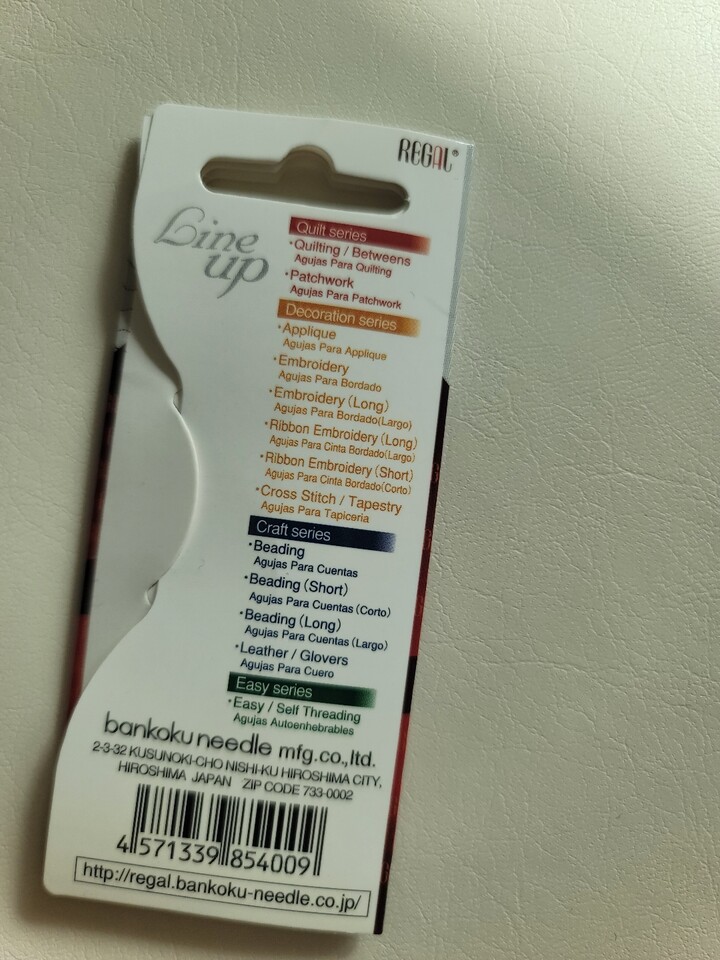 REGAL®
Line
up
Quilt series
・Quilting / Betweens
Agujas Para Quilting
・Patchwork
Agujas Para Patchwork
Decoration series
・Applique
Agujas Para Applique
・Embroidery
Agujas Para Bordado
・Embroidery (Long)
Agujas Para Bordado(Largo)
・Ribbon Embroidery (Long)
Agujas Para Cinta Bordado(Largo)
・Ribbon Embroidery (Short)
Agujas Para Cinta Bordado(Corto)
・Cross Stitch / Tapestry
Agujas Para Tapiceria
Craft series
・Beading
Agujas Para Cuentas
・Beading (Short)
Agujas Para Cuentas (Corto)
・Beading (Long)
Agujas Para Cuentas (Largo)
・Leather / Glovers
Agujas Para Cuero
Easy series
・Easy / Self Threading
Agujas Autoenhebrables
bankoku needle mfg.co.,ltd.
2-3-32 KUSUNOKI-CHO NISHI-KU HIROSHIMA CITY,
HIROSHIMA JAPAN ZIP CODE 733-0002
4 571339 854009
http://regal.bankoku-needle.co.jp/